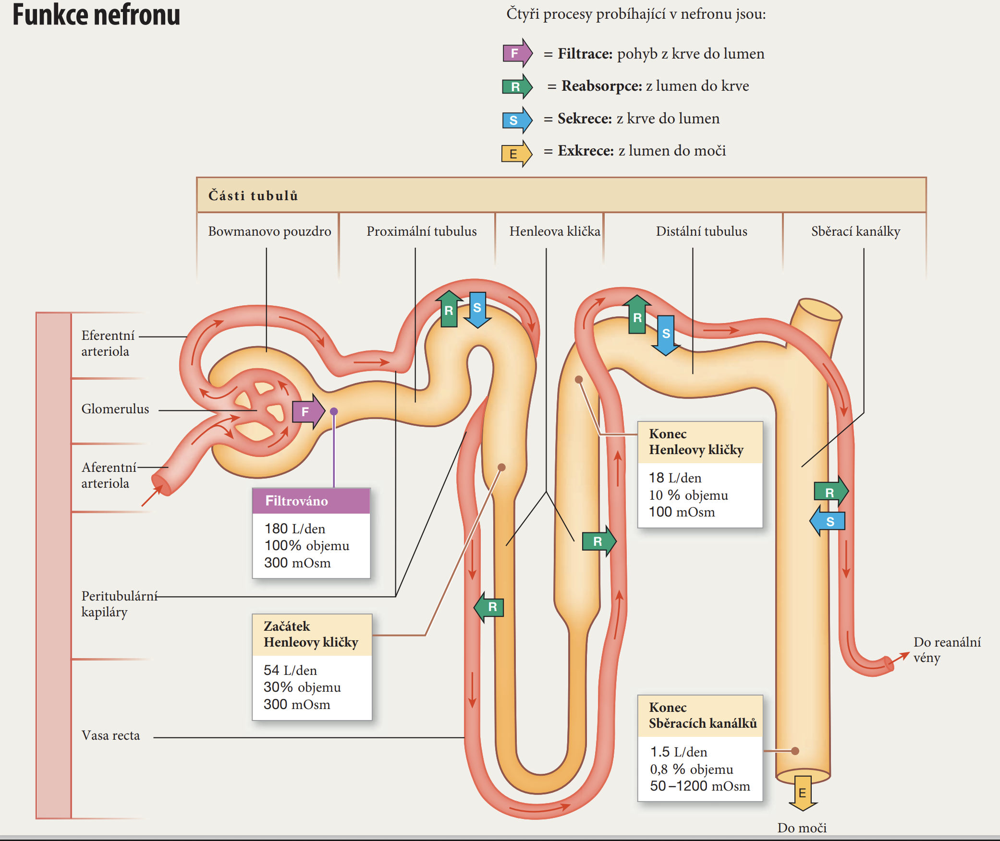 Funkce nefronu
Čtyři procesy probíhající v nefronu jsou:
F = Filtrace: pohyb z krve do lumen
R = Reabsorpce: z lumen do krve
S = Sekrece: z krve do lumen
E = Exkrece: z lumen do moči
Části tubulů
Bowmanovo pouzdro
Proximální tubulus
Henleova klička
Distální tubulus
Sběrací kanálky
R
S
R
S
Eferentní
arteriola
Glomerulus
F
Aferentní
arteriola
Filtrováno
180 L/den
100% objemu
300 mOsm
Konec
Henleovy kličky
18 L/den
10 % objemu
100 mOsm
R
S
R
Peritubulární
kapiláry
R
Začátek
Henleovy kličky
54 L/den
30% objemu
300 mOsm
Do reanální
vény
Vasa recta
Konec
Sběracích kanálků
1.5 L/den
0,8 % objemu
50–1200 mOsm
E
Do moči